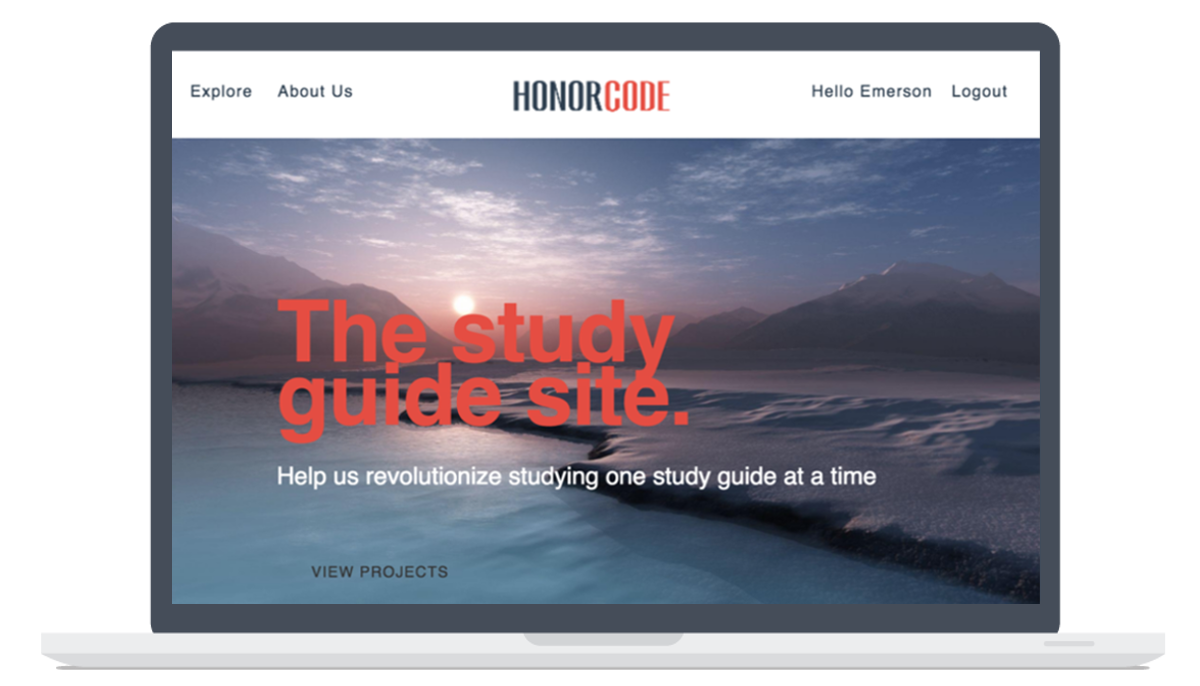 Explore About Us HONORCODE Hello Emerson Logout
The study
guide site.
Help us revolutionize studying one study guide at a time
VIEW PROJECTS